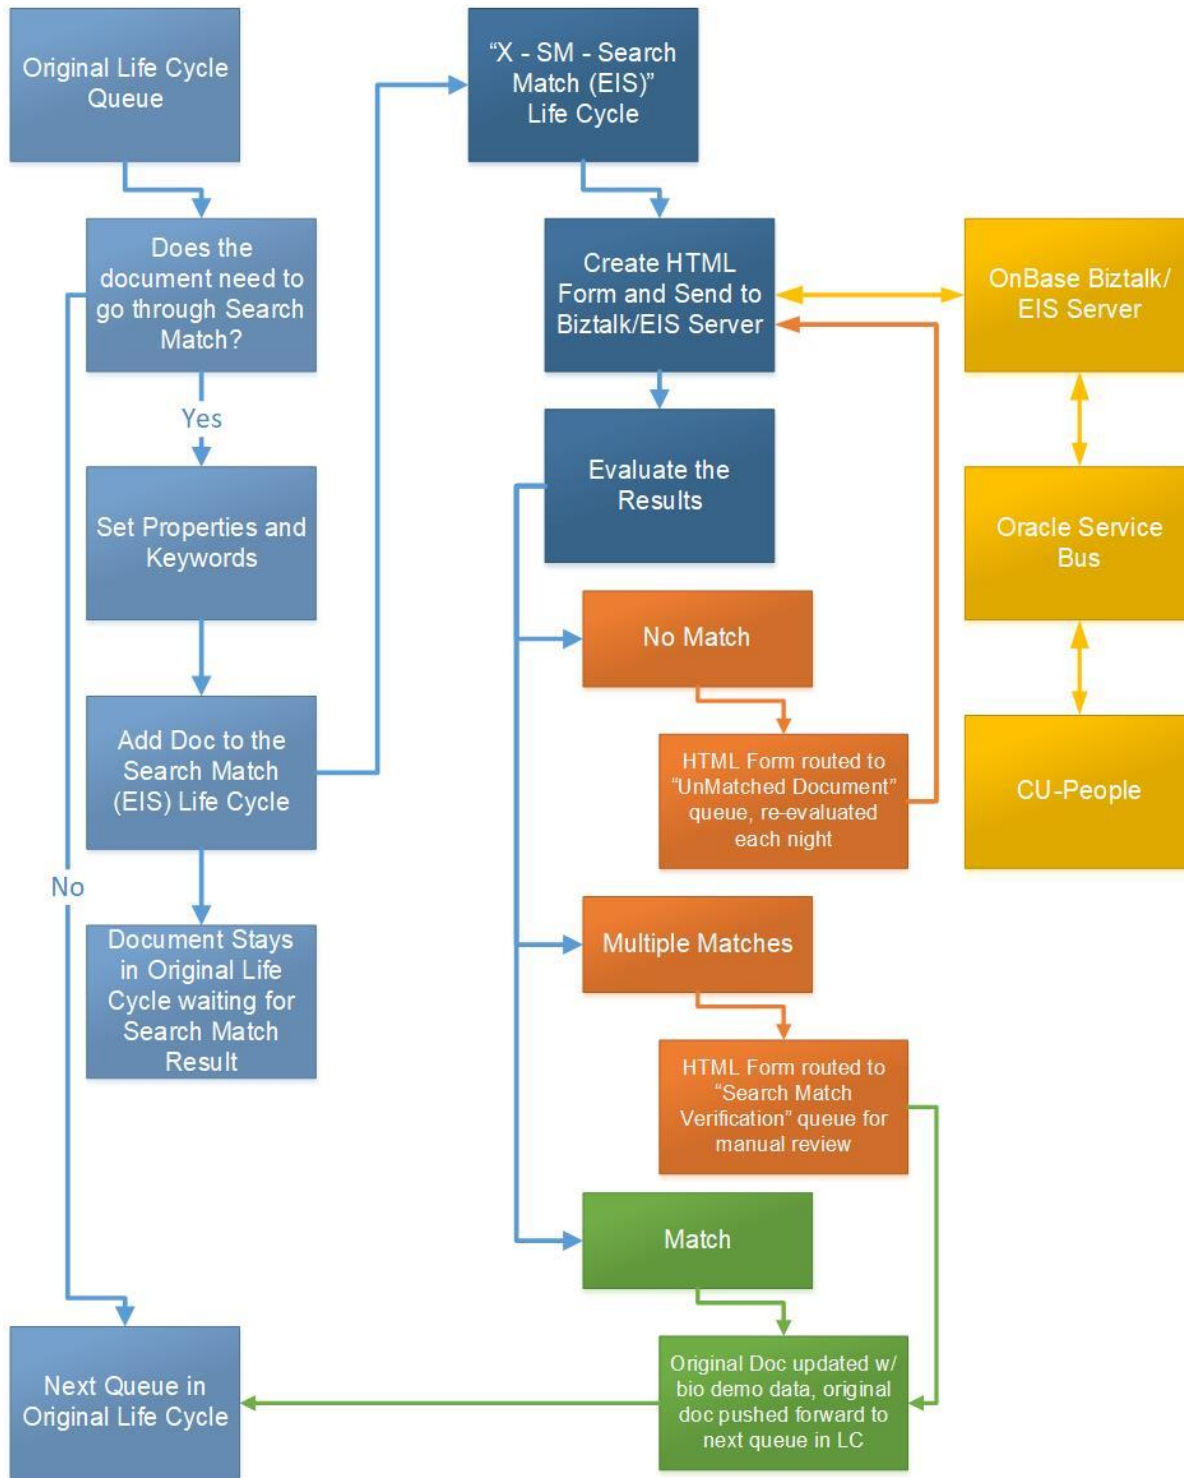 Original Life Cycle
Queue
Does the
document need to
go through Search
Match?
Yes
Set Properties and
Keywords
Add Doc to the
Search Match
(EIS) Life Cycle
No
Document Stays
in Original Life
Cycle waiting for
Search Match
Result
Next Queue in
Original Life Cycle
“X - SM - Search
Match (EIS)”
Life Cycle
Create HTML
Form and Send to
Biztalk/EIS Server
Evaluate the
Results
No Match
HTML Form routed to
“UnMatched Document”
queue, re-evaluated
each night
Multiple Matches
HTML Form routed to
“Search Match
Verification” queue for
manual review
Match
Original Doc updated w/
bio demo data, original
doc pushed forward to
next queue in LC
OnBase Biztalk/
EIS Server
Oracle Service
Bus
CU-People